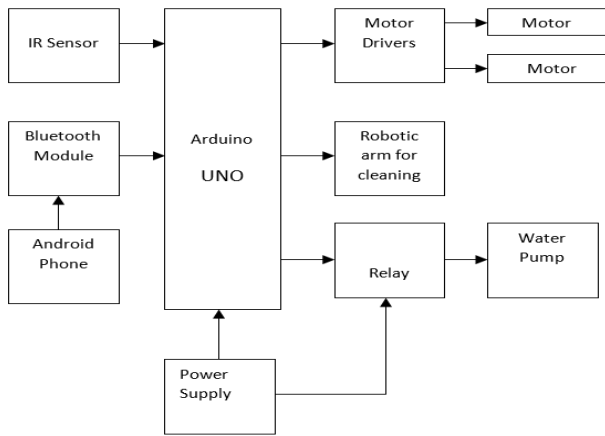 IR Sensor
Motor
Drivers
Motor
Motor
Bluetooth
Module
Arduino
UNO
Robotic
arm for
cleaning
Android
Phone
Relay
Water
Pump
Power
Supply